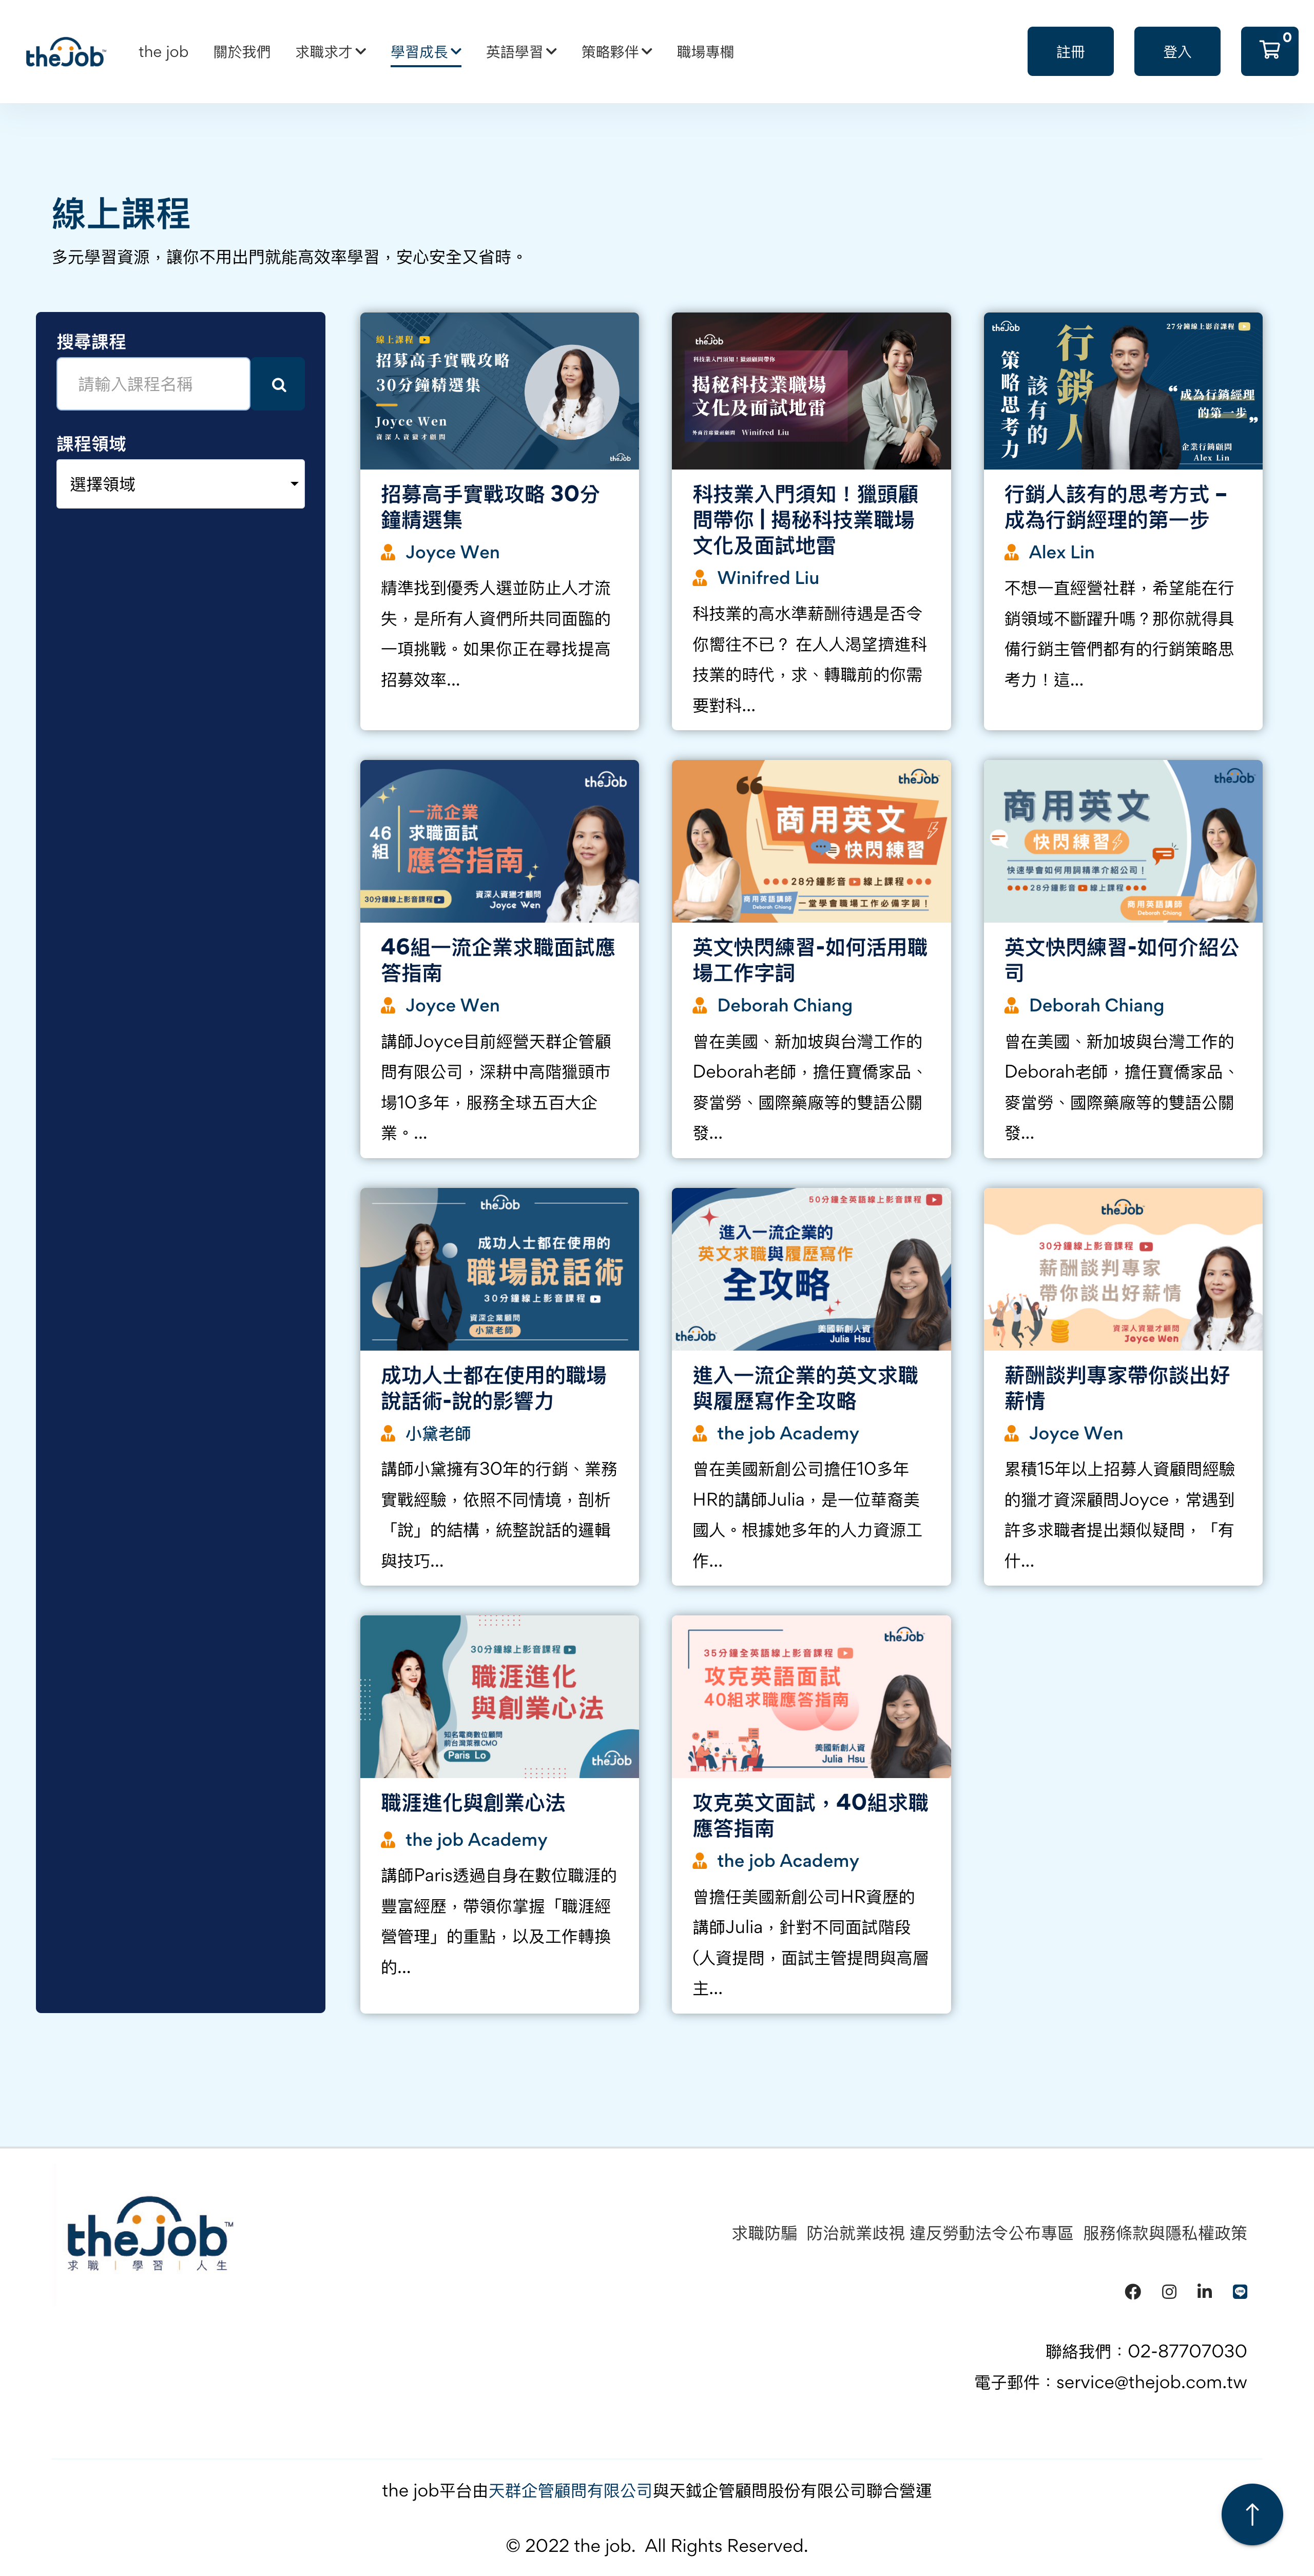 thejob
the job
關於我們
求職求才
學習成長
英語學習
策略夥伴
職場專欄
註冊
登入
0
線上課程
多元學習資源，讓你不用出門就能高效率學習，安心安全又省時。
搜尋課程
請輸入課程名稱
課程領域
選擇領域
線上課程
招募高手實戰攻略
30分鐘精選集
Joyce Wen
資深人資獵才顧問
thejob
招募高手實戰攻略 30分
鐘精選集
Joyce Wen
精準找到優秀人選並防止人才流
失，是所有人資們所共同面臨的
一項挑戰。如果你正在尋找提高
招募效率...
thejob
科技業入門須知！獵頭顧問帶你
揭秘科技業職場
文化及面試地雷
外商首席獵頭顧問 Winifred Liu
科技業入門須知！獵頭顧
問帶你 | 揭秘科技業職場
文化及面試地雷
Winifred Liu
科技業的高水準薪酬待遇是否令
你嚮往不已？ 在人人渴望擠進科
技業的時代，求、轉職前的你需
要對科...
thejob
27分鐘線上影音課程
行銷人
該有的
策略思考力
“成為行銷經理
的第一步”
企業行銷顧問
Alex Lin
行銷人該有的思考方式 –
成為行銷經理的第一步
Alex Lin
不想一直經營社群，希望能在行
銷領域不斷躍升嗎？那你就得具
備行銷主管們都有的行銷策略思
考力！這...
thejob
46
組
一流企業
求職面試
應答指南
30分鐘線上影音課程
資深人資獵才顧問
Joyce Wen
46組一流企業求職面試應
答指南
Joyce Wen
講師Joyce目前經營天群企管顧
問有限公司，深耕中高階獵頭市
場10多年，服務全球五百大企
業。...
thejob
商用英文
快閃練習
28分鐘影音 線上課程
商用英語講師
Deborah Chiang
一堂學會職場工作必備字詞！
英文快閃練習-如何活用職
場工作字詞
Deborah Chiang
曾在美國、新加坡與台灣工作的
Deborah老師，擔任寶僑家品、
麥當勞、國際藥廠等的雙語公關
發...
thejob
商用英文
快閃練習
快速學會如何用詞精準介紹公司！
28分鐘影音 線上課程
商用英語講師
Deborah Chiang
英文快閃練習-如何介紹公
司
Deborah Chiang
曾在美國、新加坡與台灣工作的
Deborah老師，擔任寶僑家品、
麥當勞、國際藥廠等的雙語公關
發...
thejob
成功人士都在使用的
職場說話術
30分鐘線上影音課程
資深企業顧問
小黛老師
成功人士都在使用的職場
說話術-說的影響力
小黛老師
講師小黛擁有30年的行銷、業務
實戰經驗，依照不同情境，剖析
「說」的結構，統整說話的邏輯
與技巧...
50分鐘全英語線上影音課程
進入一流企業的
英文求職與履歷寫作
全攻略
thejob
美國新創人資
Julia Hsu
進入一流企業的英文求職
與履歷寫作全攻略
the job Academy
曾在美國新創公司擔任10多年
HR的講師Julia，是一位華裔美
國人。根據她多年的人力資源工
作...
thejob
30分鐘線上影音課程
薪酬談判專家
帶你談出好薪情
資深人資獵才顧問
Joyce Wen
薪酬談判專家帶你談出好
薪情
Joyce Wen
累積15年以上招募人資顧問經驗
的獵才資深顧問Joyce，常遇到
許多求職者提出類似疑問，「有
什...
30分鐘線上影音課程
職涯進化
與創業心法
知名電商數位顧問
前台灣萊雅CMO
Paris Lo
thejob
職涯進化與創業心法
the job Academy
講師Paris透過自身在數位職涯的
豐富經歷，帶領你掌握「職涯經
營管理」的重點，以及工作轉換
的...
thejob
35分鐘全英語線上影音課程
攻克英語面試
40組求職應答指南
美國新創人資
Julia Hsu
攻克英文面試，40組求職
應答指南
the job Academy
曾擔任美國新創公司HR資歷的
講師Julia，針對不同面試階段
(人資提問，面試主管提問與高層
主...
thejob™
求職 | 學習 | 人生
求職防騙 防治就業歧視 違反勞動法令公布專區 服務條款與隱私權政策
聯絡我們：02-87707030
電子郵件：service@thejob.com.tw
the job平台由天群企管顧問有限公司與天鉞企管顧問股份有限公司聯合營運
© 2022 the job. All Rights Reserved.